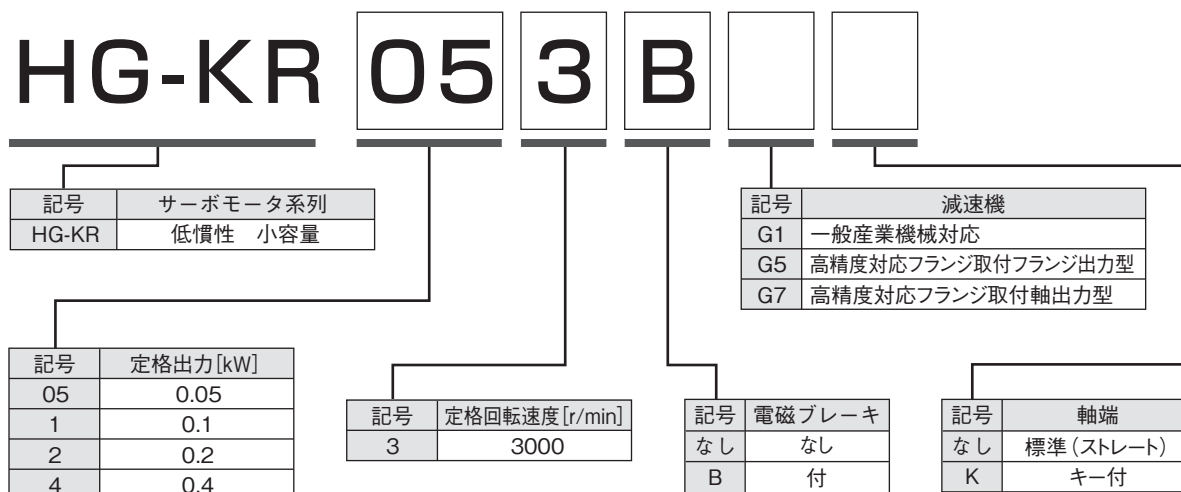 HG-KR 05 3 B
記号 サーボモータ系列
HG-KR 低慣性 小容量
記号 減速機
G1 一般産業機械対応
G5 高精度対応フランジ取付フランジ出力型
G7 高精度対応フランジ取付軸出力型
記号 定格出力[kW]
05 0.05
1 0.1
2 0.2
4 0.4
記号 定格回転速度[r/min]
3 3000
記号 電磁ブレーキ
なし なし
B 付
記号 軸端
なし 標準(ストレート)
K キー付